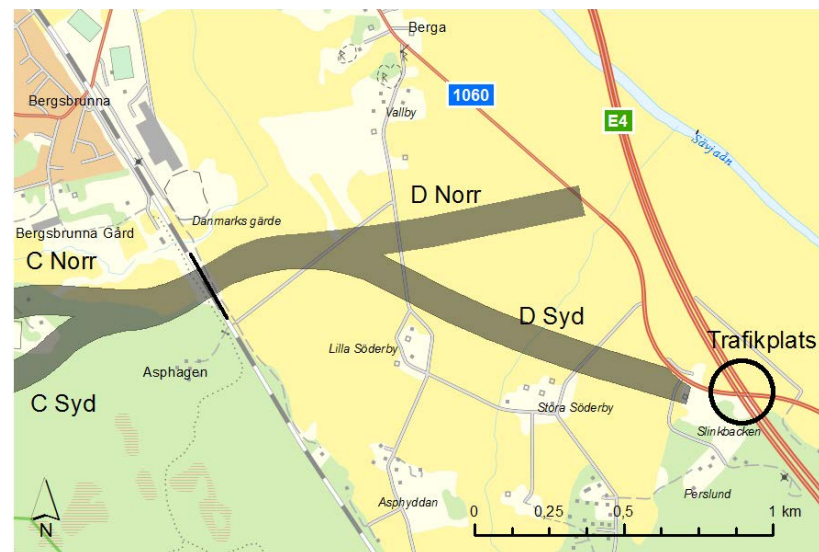 Berga
Bergsbrunna
1060
Vallby
E4
Sävjaån
D Norr
Danmarks gärde
Bergsbrunna Gård
C Norr
D Syd
Trafikplats
Lilla Söderby
Asphagen
C Syd
Stora Söderby
Slinkbacken
Asphyddan
Perslund
N
0 0,25 0,5 1 km